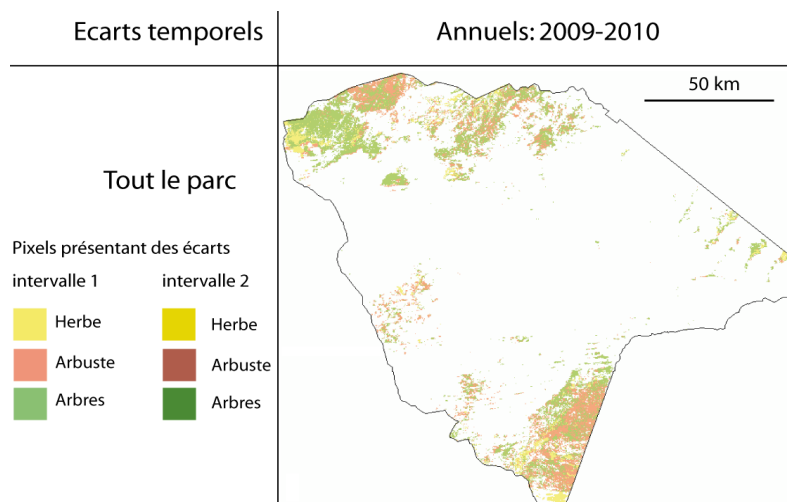 Ecarts temporels
Annuels: 2009-2010
50 km
Tout le parc
Pixels présentant des écarts
intervalle 1
intervalle 2
Herbe
Herbe
Arbuste
Arbuste
Arbres
Arbres